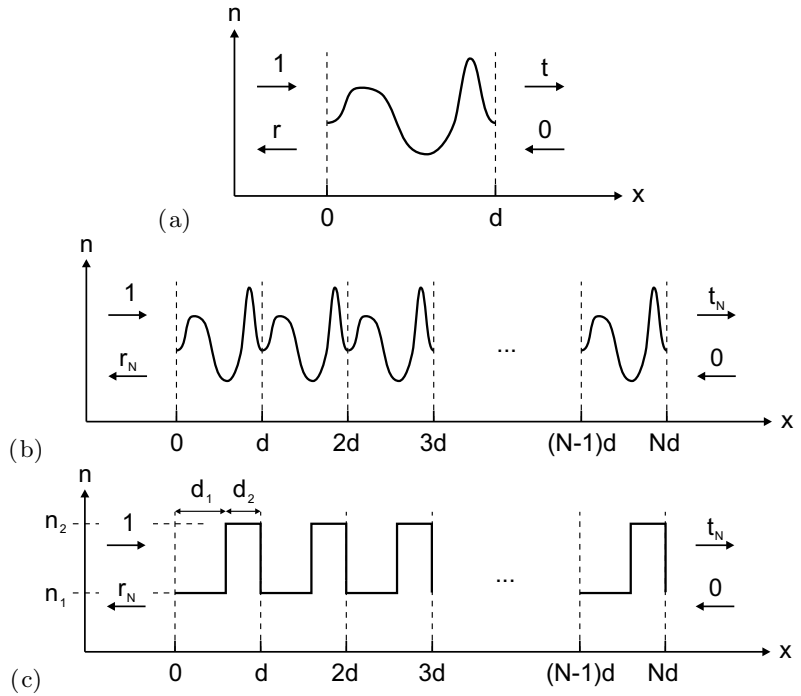 n
1
t
r
0
x
0
d
(a)
n
1
t_N
r_N
0
...
x
0
d
2d
3d
(N-1)d
Nd
(b)
n
d_1
d_2
n_2
1
t_N
n_1
r_N
0
...
x
0
d
2d
3d
(N-1)d
Nd
(c)